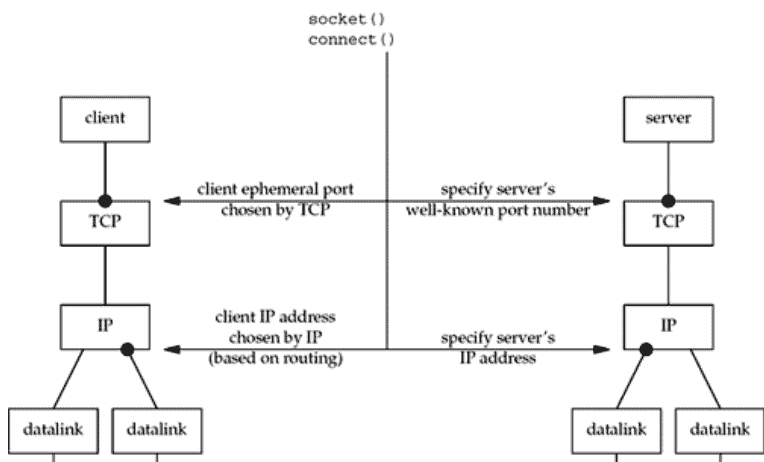 socket()
connect()
client
server
client ephemeral port
chosen by TCP
specify server's
well-known port number
TCP
TCP
client IP address
chosen by IP
(based on routing)
specify server's
IP address
IP
IP
datalink
datalink
datalink
datalink